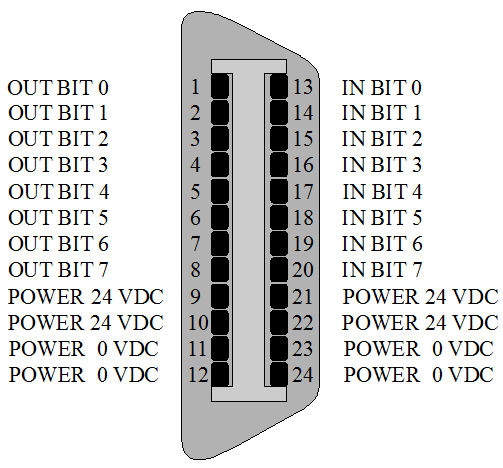 OUT BIT 0 1 13 IN BIT 0
OUT BIT 1 2 14 IN BIT 1
OUT BIT 2 3 15 IN BIT 2
OUT BIT 3 4 16 IN BIT 3
OUT BIT 4 5 17 IN BIT 4
OUT BIT 5 6 18 IN BIT 5
OUT BIT 6 7 19 IN BIT 6
OUT BIT 7 8 20 IN BIT 7
POWER 24 VDC 9 21 POWER 24 VDC
POWER 24 VDC 10 22 POWER 24 VDC
POWER 0 VDC 11 23 POWER 0 VDC
POWER 0 VDC 12 24 POWER 0 VDC